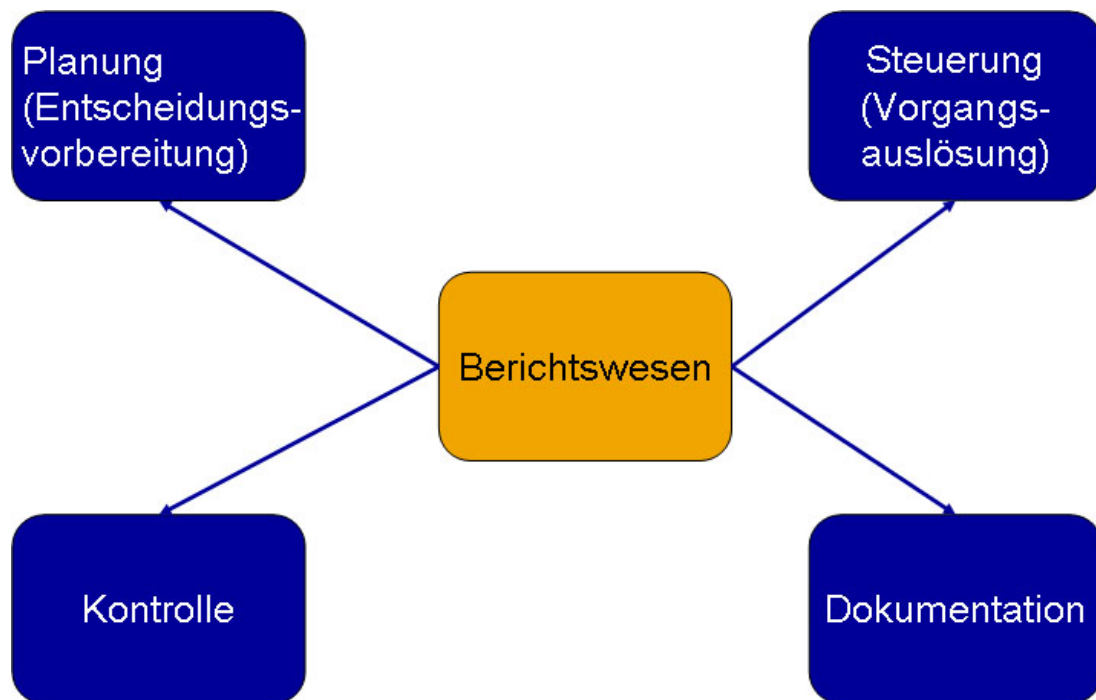 Planung
(Entscheidungs-
vorbereitung)
Steuerung
(Vorgangs-
auslösung)
Berichtswesen
Kontrolle
Dokumentation